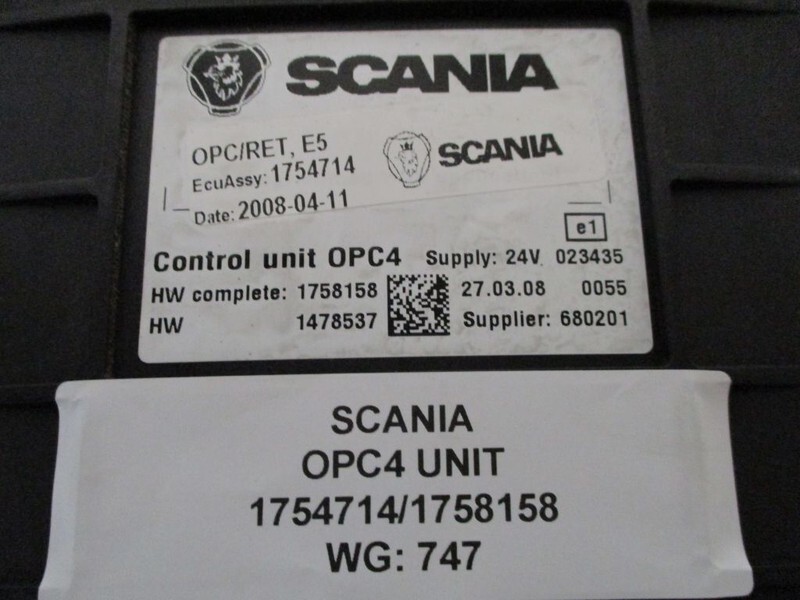 SCANIA
OPC/RET, E5
SCANIA
EcuAssy: 1754714
Date: 2008-04-11
e1
Control unit OPC4 Supply: 24V 023435
HW complete: 1758158 27.03.08 0055
HW 1478537 Supplier: 680201
SCANIA
OPC4 UNIT
1754714/1758158
WG: 747